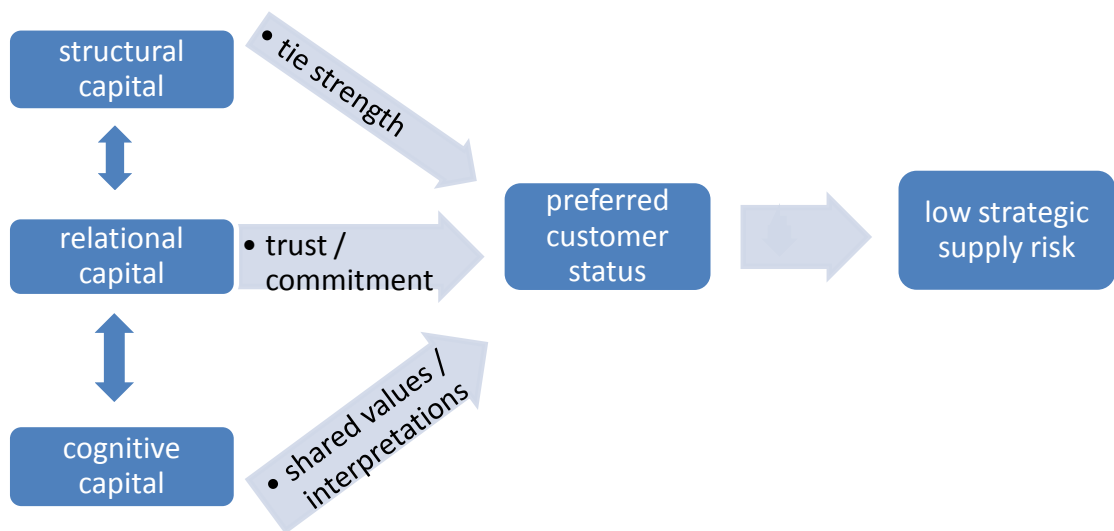 structural
capital
• tie strength
relational
capital
• trust /
commitment
cognitive
capital
• shared values /
interpretations
preferred
customer
status
low strategic
supply risk